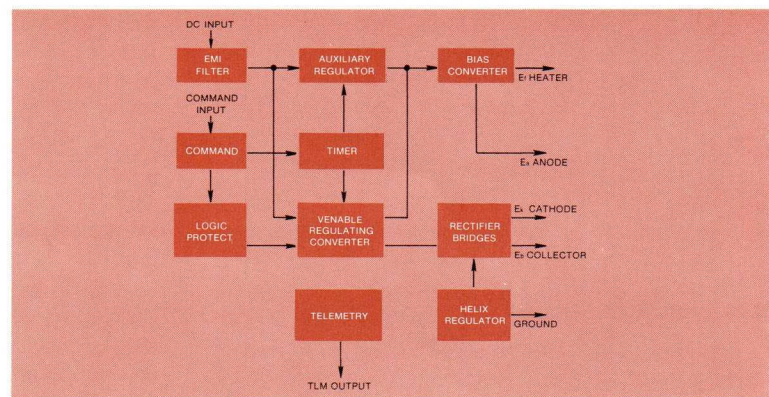 DC INPUT
EMI
FILTER
AUXILIARY
REGULATOR
BIAS
CONVERTER
Ef HEATER
COMMAND
INPUT
COMMAND
TIMER
Ea ANODE
LOGIC
PROTECT
VENABLE
REGULATING
CONVERTER
RECTIFIER
BRIDGES
Ek CATHODE
Eb COLLECTOR
TELEMETRY
HELIX
REGULATOR
GROUND
TLM OUTPUT